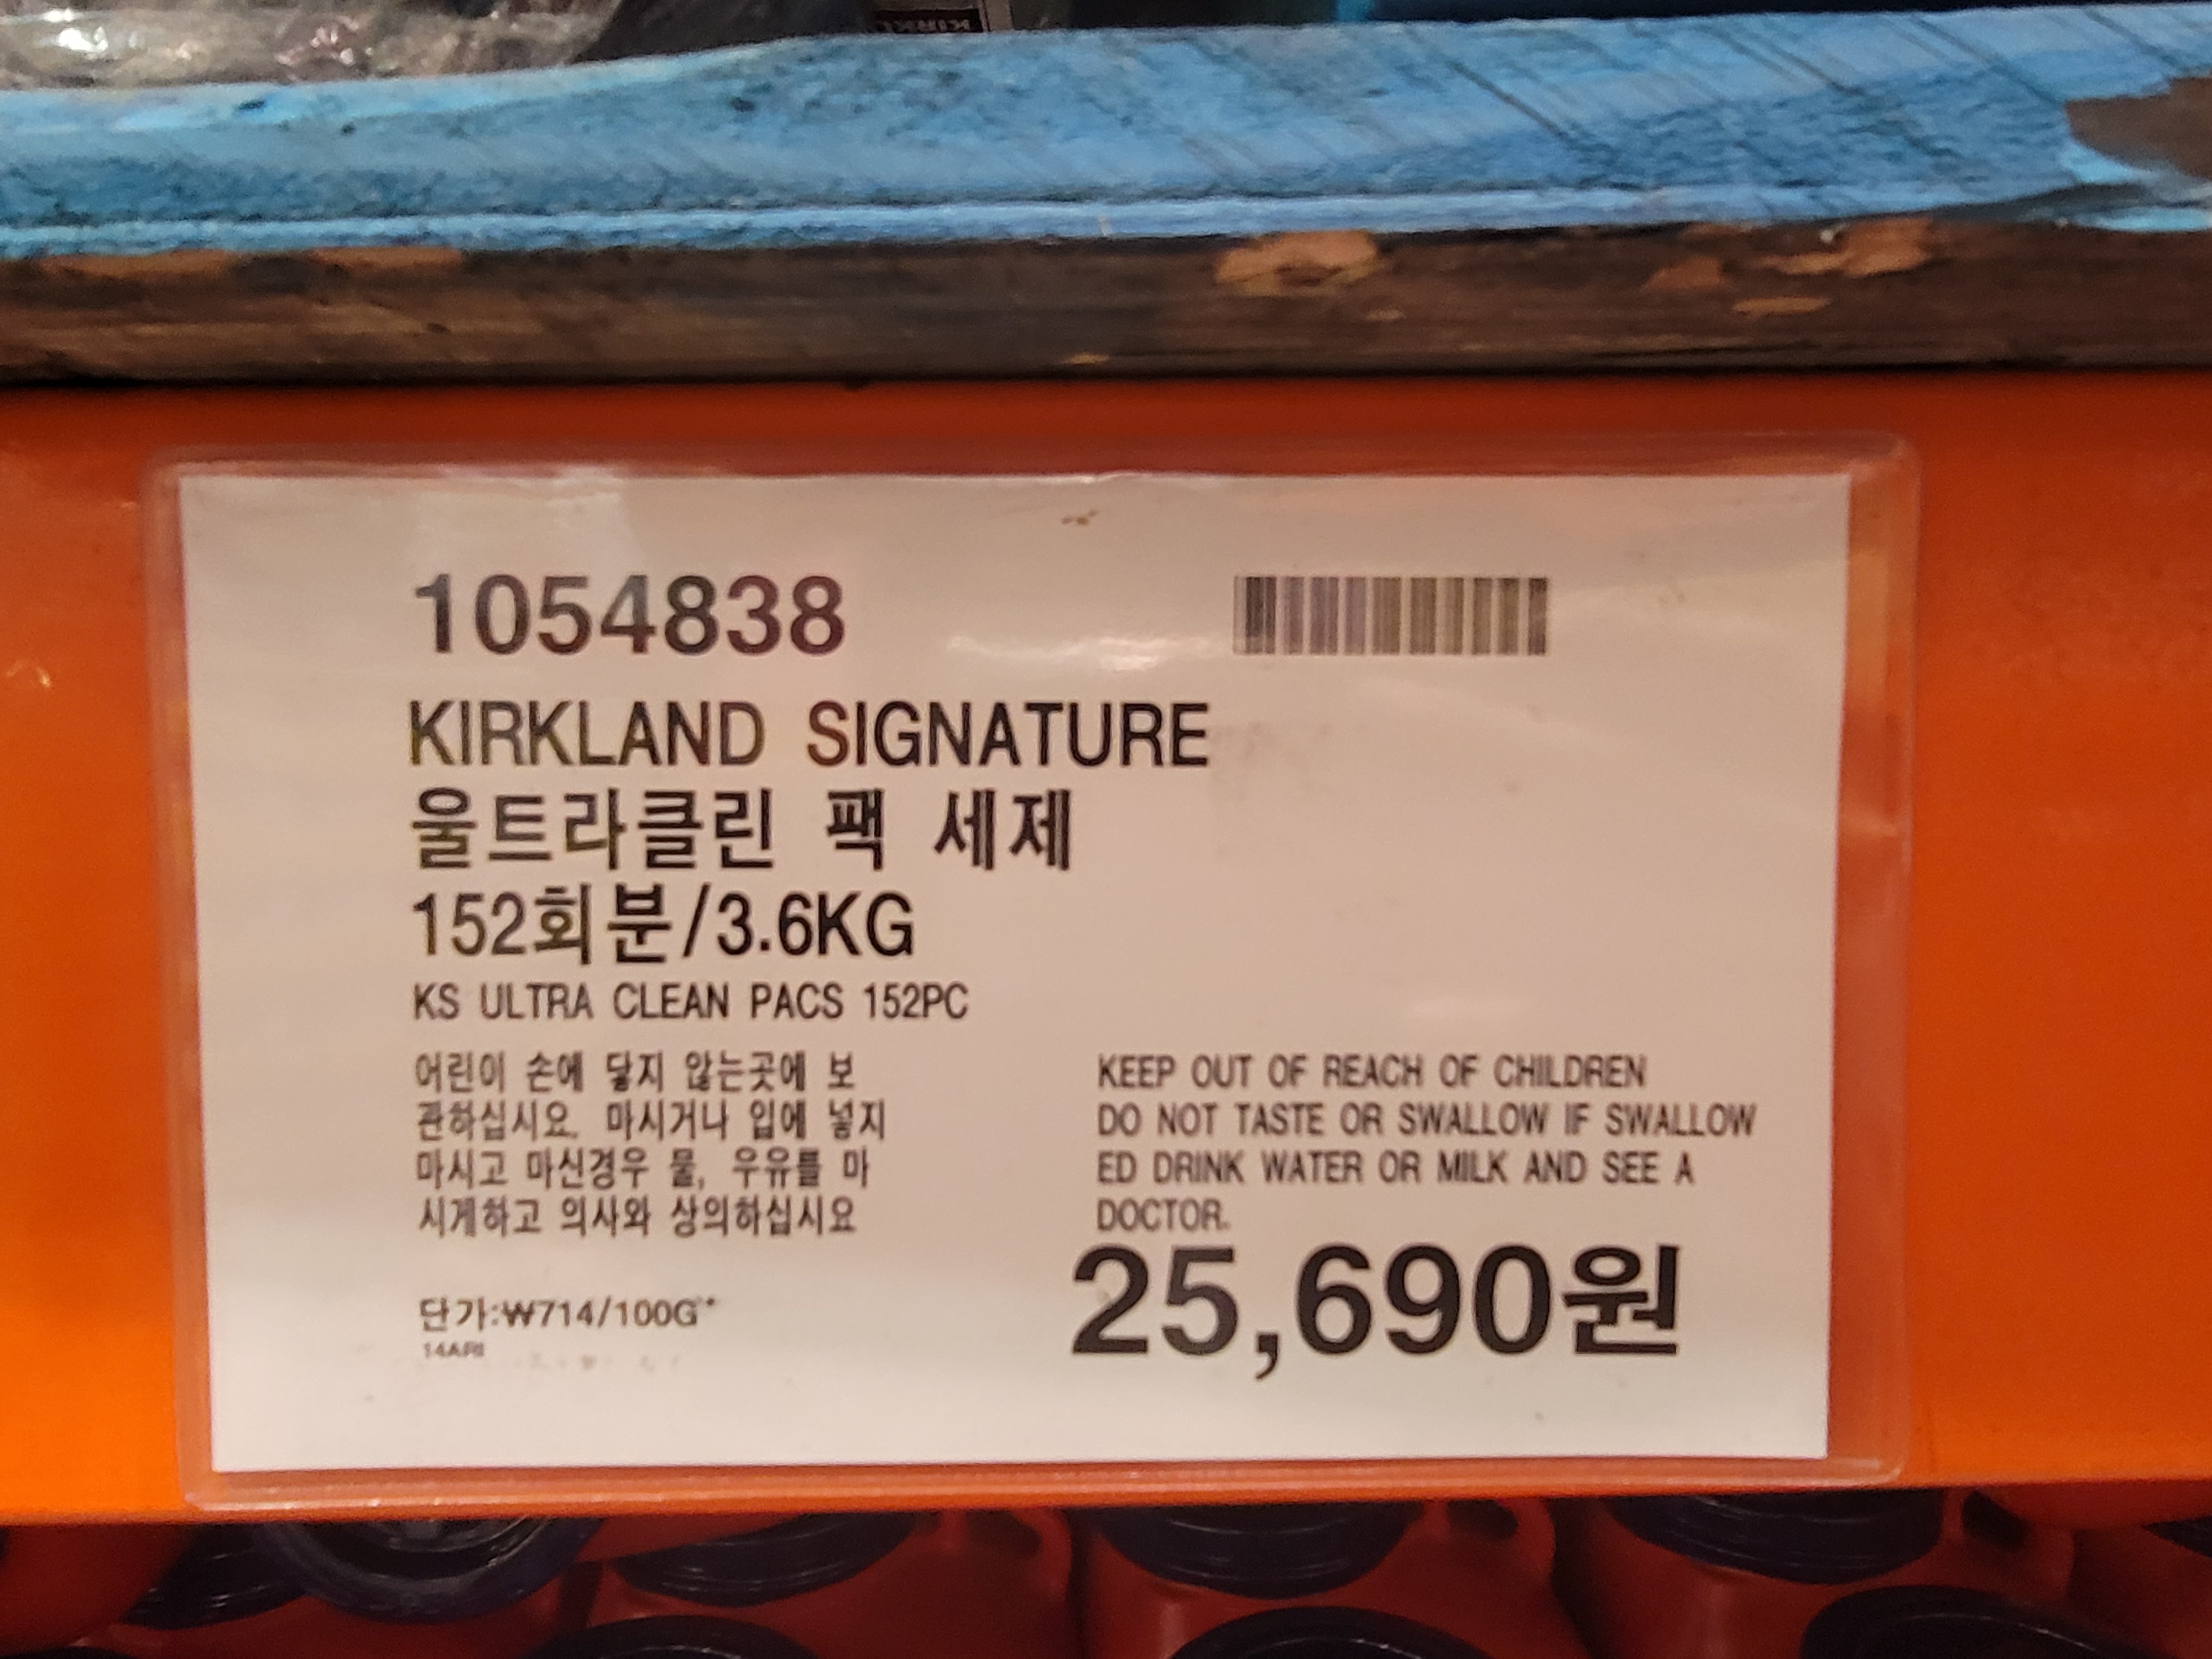 1054838
KIRKLAND SIGNATURE
울트라클린 팩 세제
152회분/3.6KG
KS ULTRA CLEAN PACS 152PC
어린이 손에 닿지 않는곳에 보
관하십시요. 마시거나 입에 넣지
마시고 마신경우 물, 우유를 마
시게하고 의사와 상의하십시요
KEEP OUT OF REACH OF CHILDREN
DO NOT TASTE OR SWALLOW IF SWALLOW
ED DRINK WATER OR MILK AND SEE A
DOCTOR.
단가:₩714/100G
25,690원